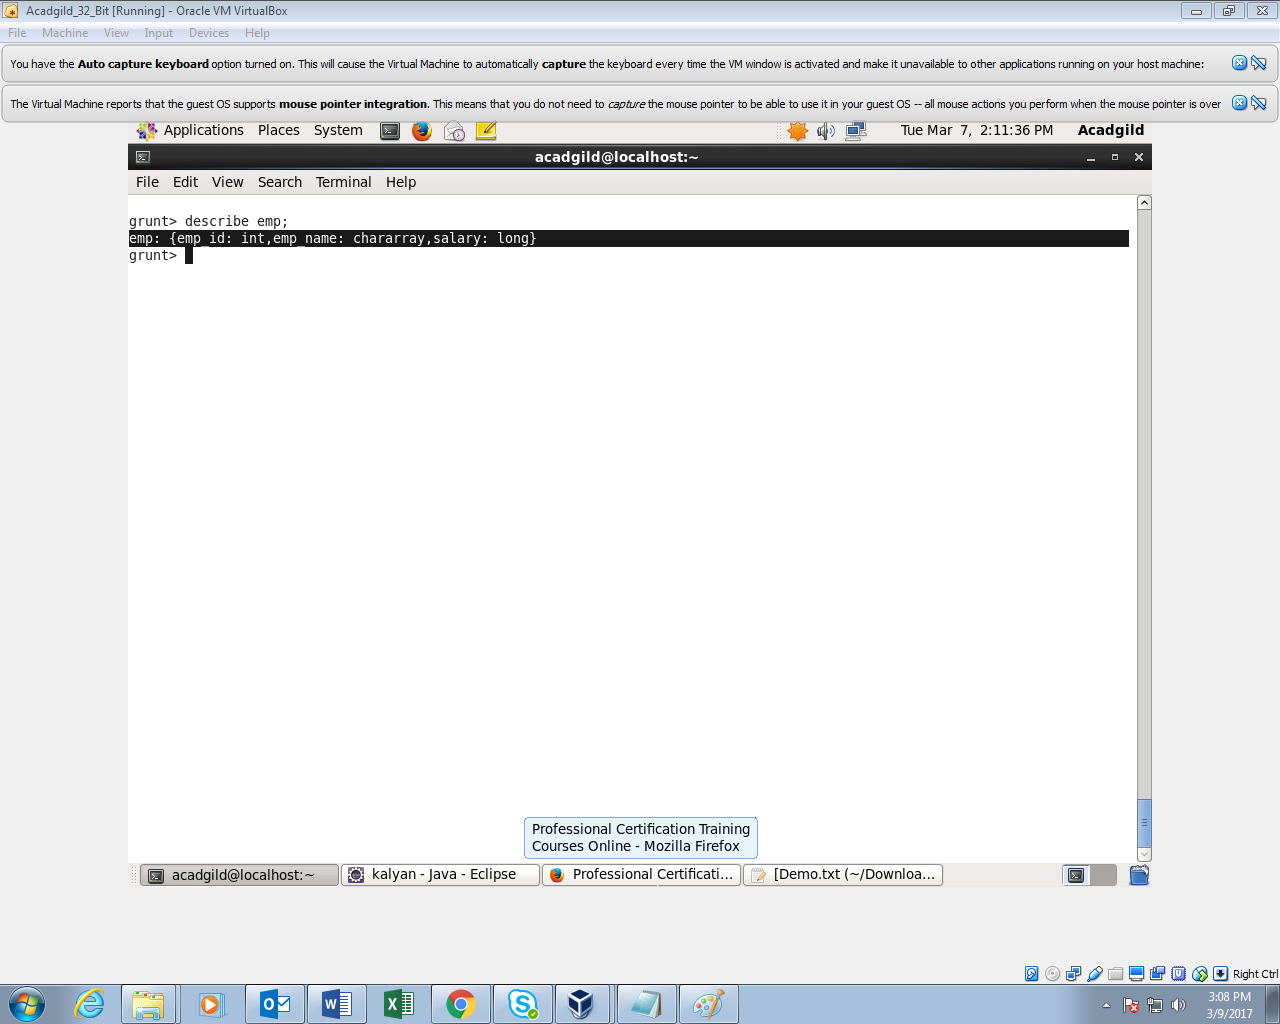 Acadgild_32_Bit [Running] - Oracle VM VirtualBox
File Machine View Input Devices Help
You have the Auto capture keyboard option turned on. This will cause the Virtual Machine to automatically capture the keyboard every time the VM window is activated and make it unavailable to other applications running on your host machine:
The Virtual Machine reports that the guest OS supports mouse pointer integration. This means that you do not need to capture the mouse pointer to be able to use it in your guest OS -- all mouse actions you perform when the mouse pointer is over
Applications Places System Tue Mar 7, 2:11:36 PM Acadgild
acadgild@localhost:~
File Edit View Search Terminal Help
grunt> describe emp;
emp: {emp_id: int,emp_name: chararray,salary: long}
grunt>
Professional Certification Training
Courses Online - Mozilla Firefox
acadgild@localhost:~ kalyan - Java - Eclipse Professional Certificati... [Demo.txt (~/Downloa...
Right Ctrl
3:08 PM
3/9/2017